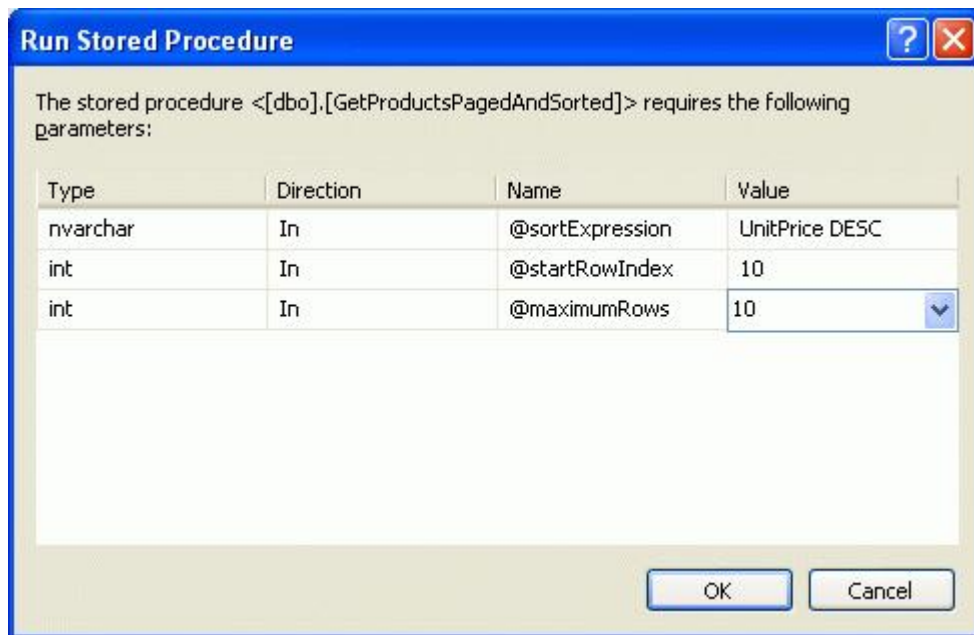 Run Stored Procedure
The stored procedure <[dbo].[GetProductsPagedAndSorted]> requires the following
parameters:
Type Direction Name Value
nvarchar In @sortExpression UnitPrice DESC
int In @startRowIndex 10
int In @maximumRows 10
OK Cancel